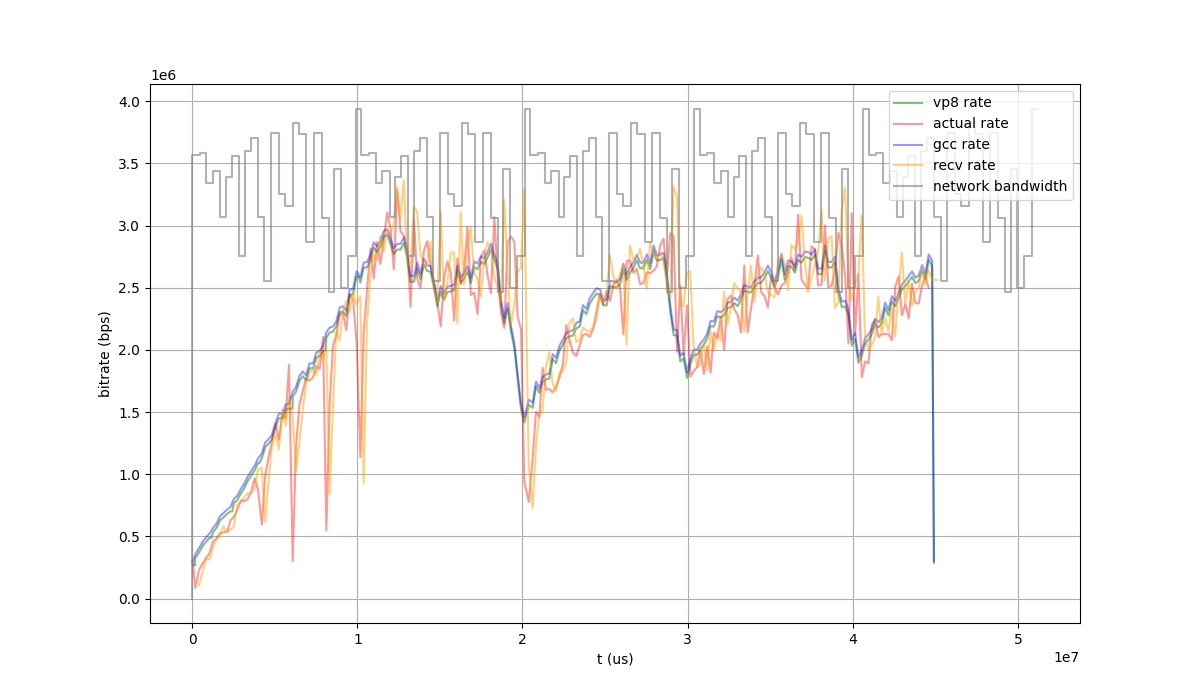 1e6
4.0
3.5
3.0
2.5
2.0
1.5
1.0
0.5
0.0
bitrate (bps)
vp8 rate
actual rate
gcc rate
recv rate
network bandwidth
0
1
2
3
4
5
t (us)
1e7